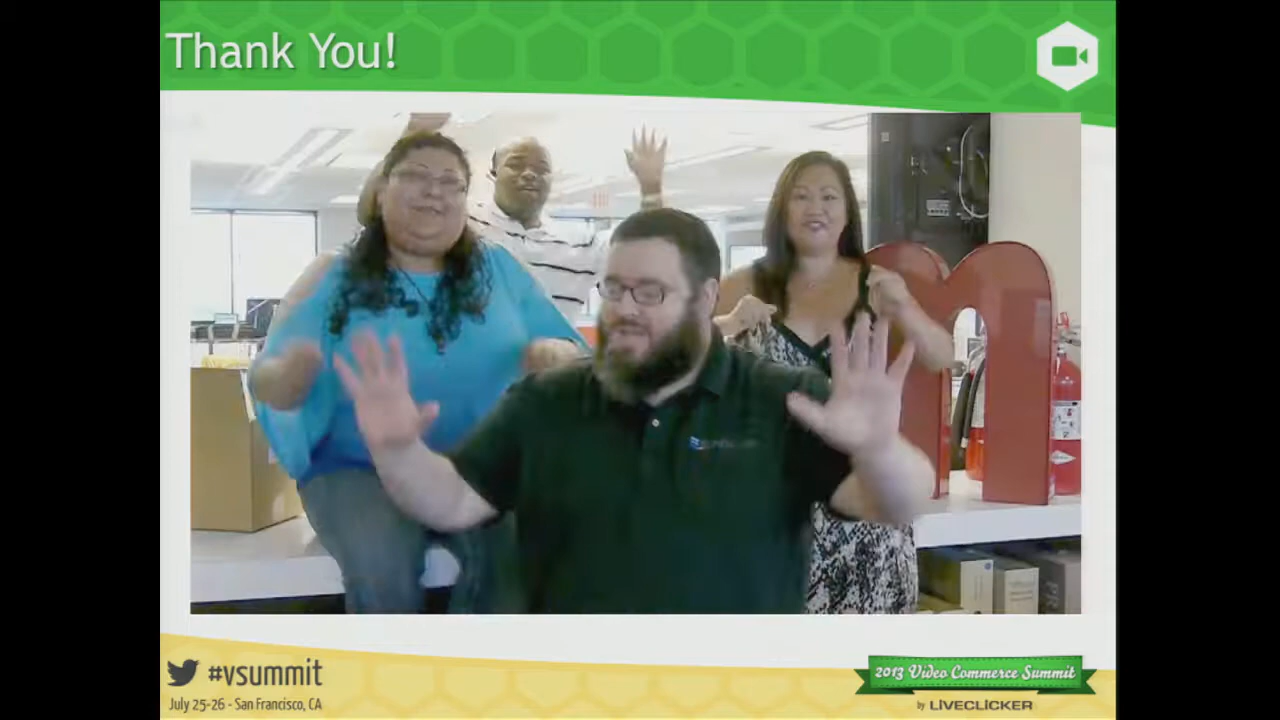 Thank You!
#vsummit
July 25-26 - San Francisco, CA
2013 Video Commerce Summit
by LIVECLICKER